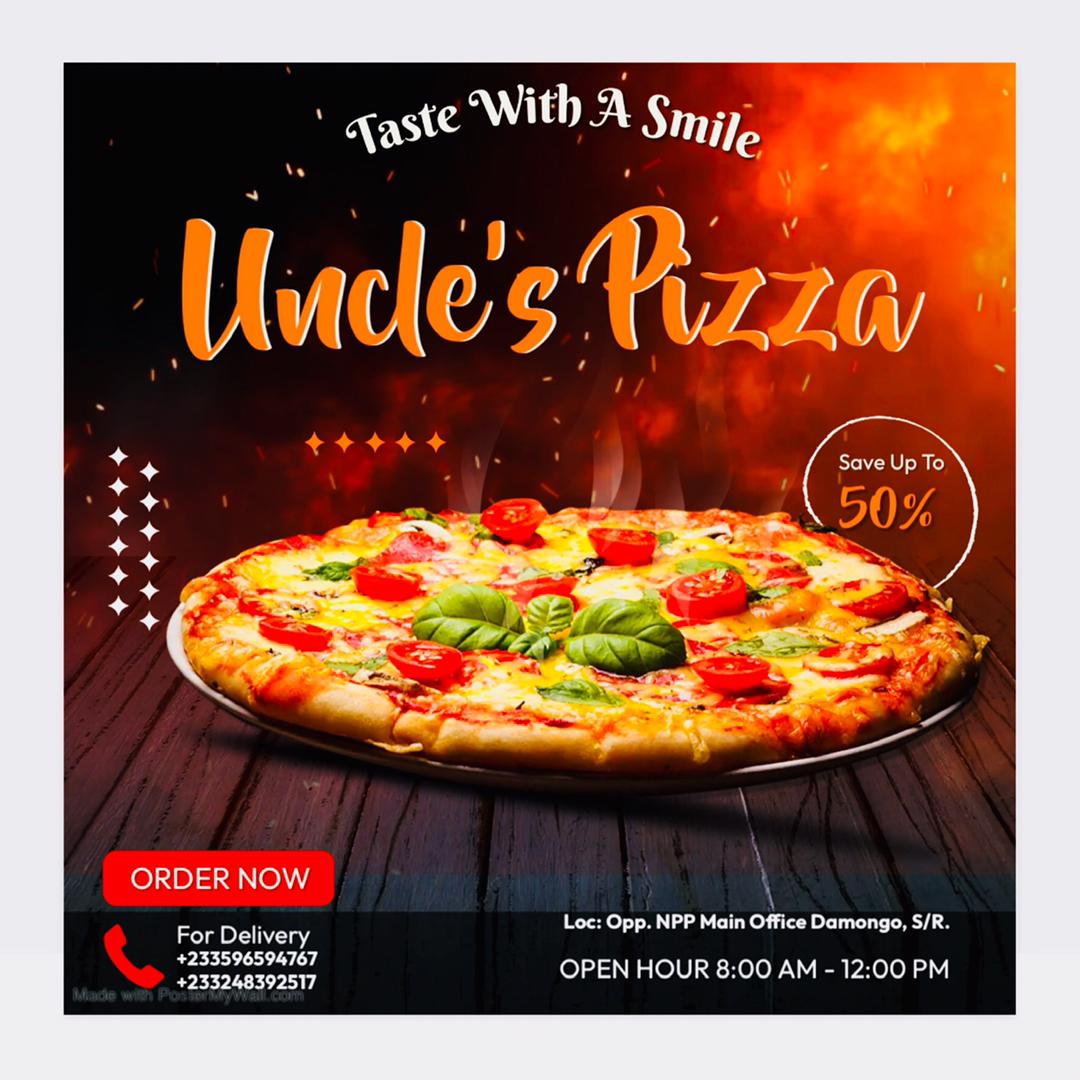 Taste With A Smile
Uncle's Pizza
Save Up To
50%
ORDER NOW
For Delivery
+233596594767
+233248392517
Made with PosterMyWall.com
Loc: Opp. NPP Main Office Damongo, S/R.
OPEN HOUR 8:00 AM - 12:00 PM